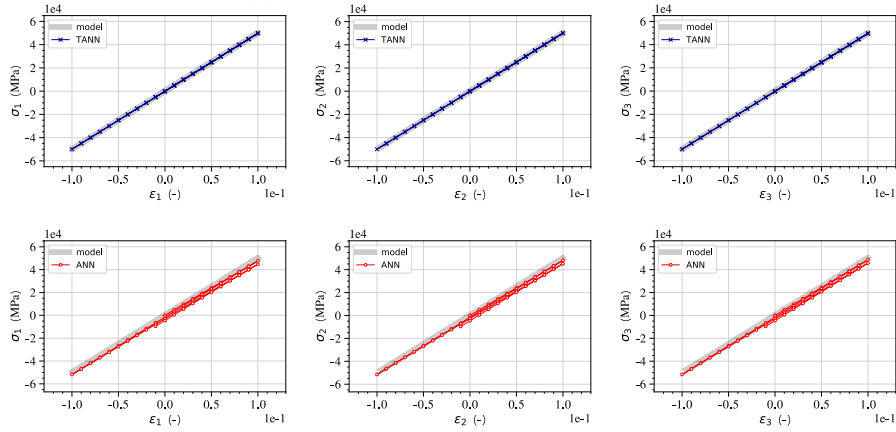 1e4 1e4 1e4
model model model
TANN TANN TANN
6 6 6
4 4 4
2 2 2
0 0 0
-2 -2 -2
-4 -4 -4
-6 -6 -6
σ1 (MPa) σ2 (MPa) σ3 (MPa)
-1.0 -0.5 0.0 0.5 1.0 -1.0 -0.5 0.0 0.5 1.0 -1.0 -0.5 0.0 0.5 1.0
1e-1 1e-1 1e-1
ε1 (-) ε2 (-) ε3 (-)
1e4 1e4 1e4
model model model
ANN ANN ANN
6 6 6
4 4 4
2 2 2
0 0 0
-2 -2 -2
-4 -4 -4
-6 -6 -6
σ1 (MPa) σ2 (MPa) σ3 (MPa)
-1.0 -0.5 0.0 0.5 1.0 -1.0 -0.5 0.0 0.5 1.0 -1.0 -0.5 0.0 0.5 1.0
1e-1 1e-1 1e-1
ε1 (-) ε2 (-) ε3 (-)